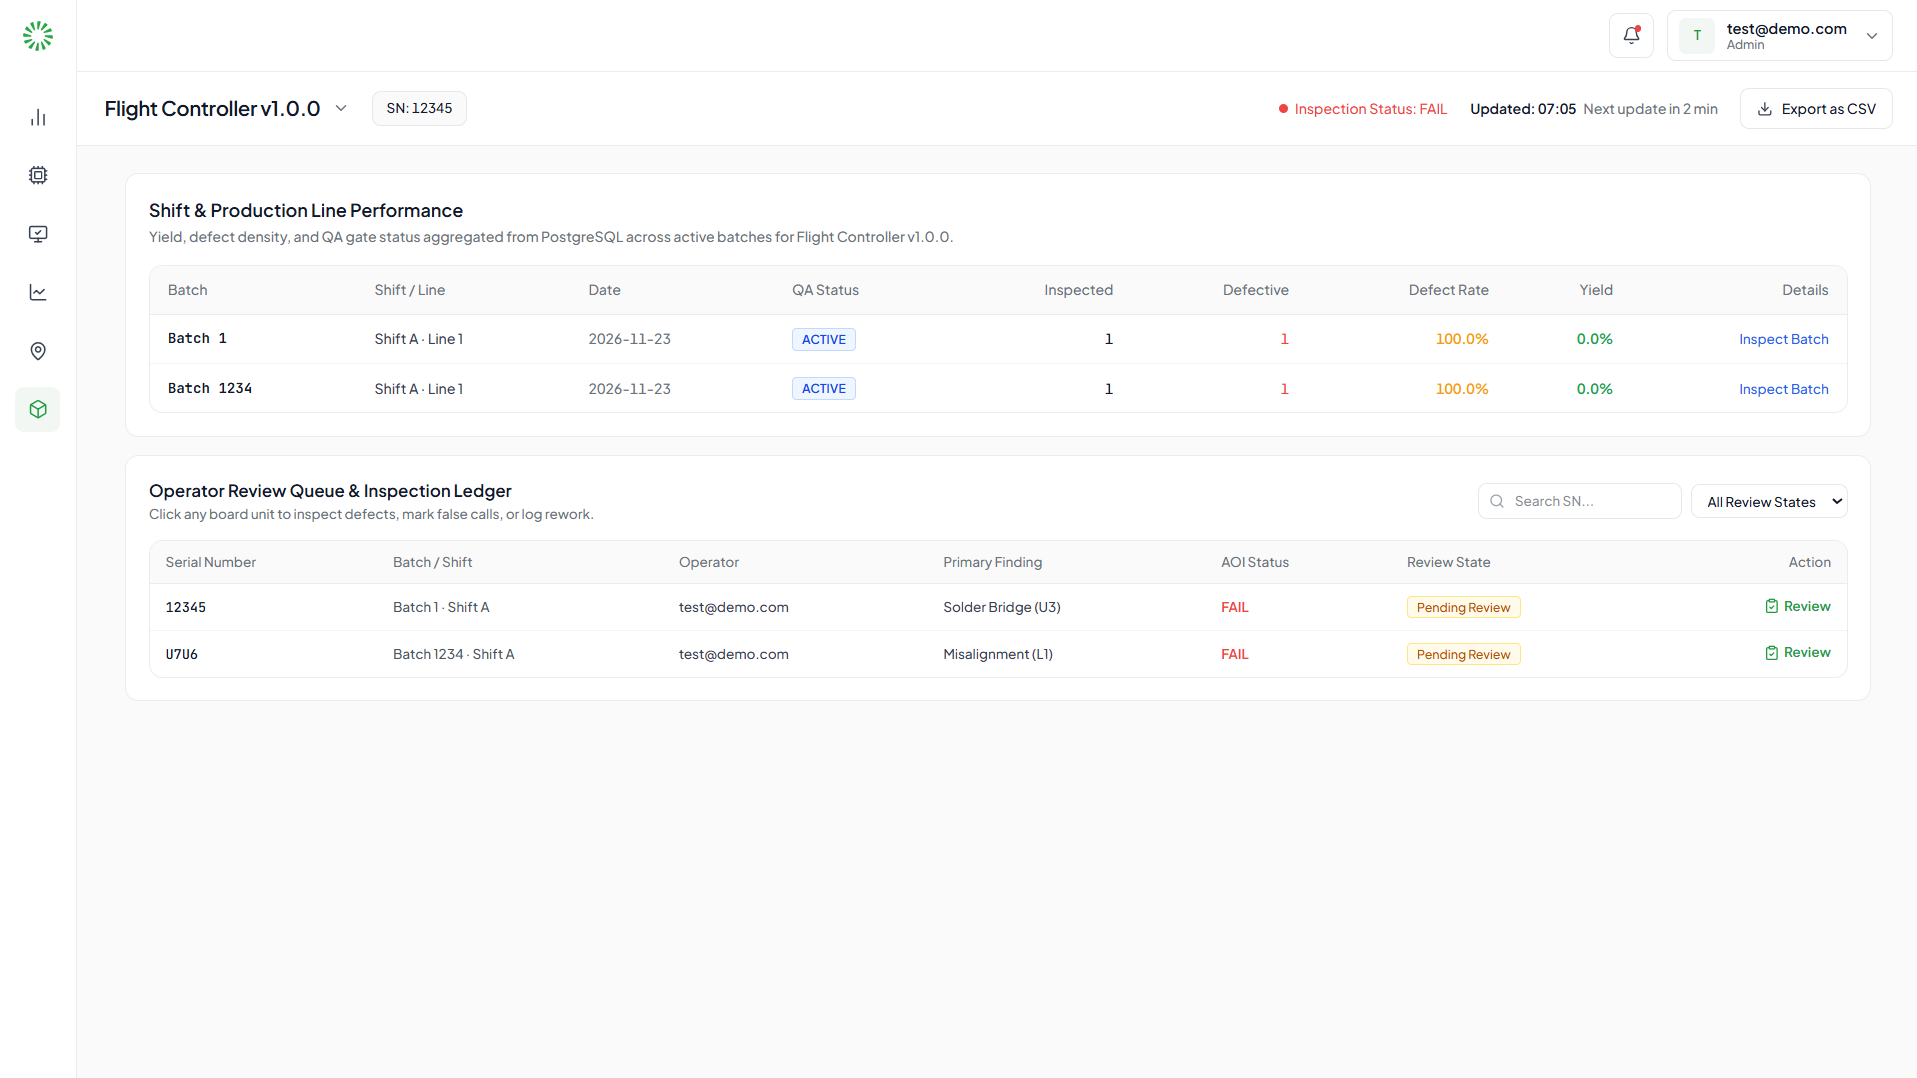 T
test@demo.com
Admin
Flight Controller v1.0.0
SN: 12345
Inspection Status: FAIL
Updated: 07:05 Next update in 2 min
Export as CSV
Shift & Production Line Performance
Yield, defect density, and QA gate status aggregated from PostgreSQL across active batches for Flight Controller v1.0.0.
Batch Shift / Line Date QA Status Inspected Defective Defect Rate Yield Details
Batch 1 Shift A · Line 1 2026-11-23 ACTIVE 1 1 100.0% 0.0% Inspect Batch
Batch 1234 Shift A · Line 1 2026-11-23 ACTIVE 1 1 100.0% 0.0% Inspect Batch
Operator Review Queue & Inspection Ledger
Click any board unit to inspect defects, mark false calls, or log rework.
Search SN...
All Review States
Serial Number Batch / Shift Operator Primary Finding AOI Status Review State Action
12345 Batch 1 · Shift A test@demo.com Solder Bridge (U3) FAIL Pending Review Review
U7U6 Batch 1234 · Shift A test@demo.com Misalignment (L1) FAIL Pending Review Review